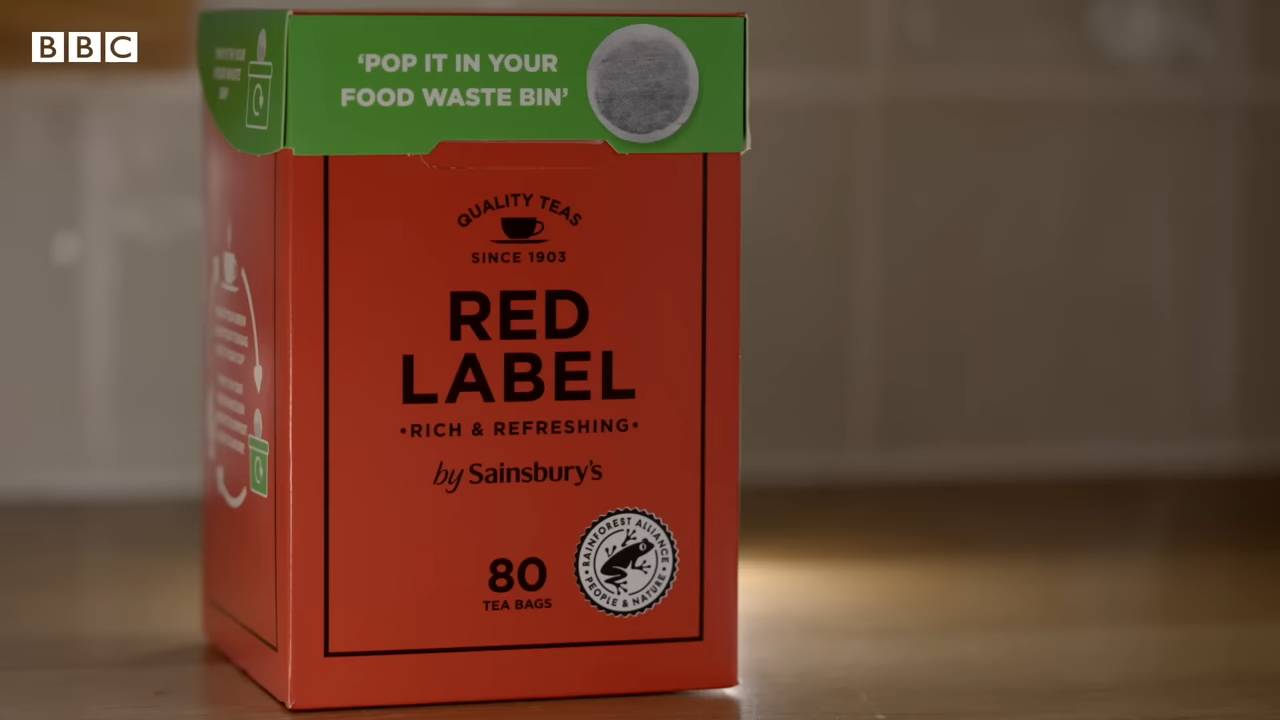 BBC
'POP IT IN YOUR
FOOD WASTE BIN'
QUALITY TEAS
SINCE 1903
RED
LABEL
•RICH & REFRESHING•
by Sainsbury's
80
TEA BAGS
RAINFOREST ALLIANCE
• PEOPLE & NATURE •